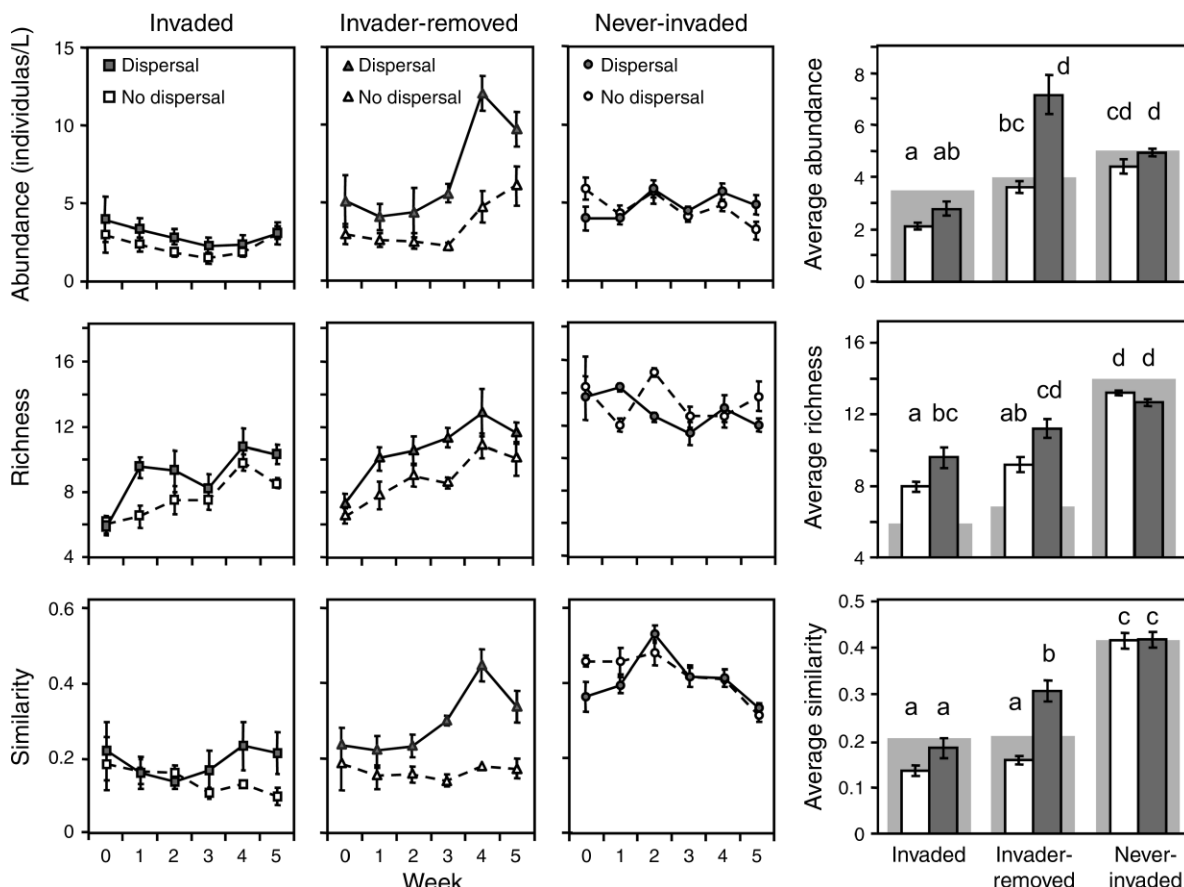 Invaded
Invader-removed
Never-invaded
Abundance (individulas/L)
15
10
5
0
Dispersal
No dispersal
Dispersal
No dispersal
Dispersal
No dispersal
Average abundance
8
6
4
2
0
a
ab
bc
d
cd
d
Richness
16
12
8
4
Average richness
16
12
8
4
a
bc
ab
cd
d
d
Similarity
0.6
0.4
0.2
0
Average similarity
0.5
0.4
0.3
0.2
0.1
0
a
a
a
b
c
c
0 1 2 3 4 5
0 1 2 3 4 5
0 1 2 3 4 5
Week
Invaded
Invader-
removed
Never-
invaded